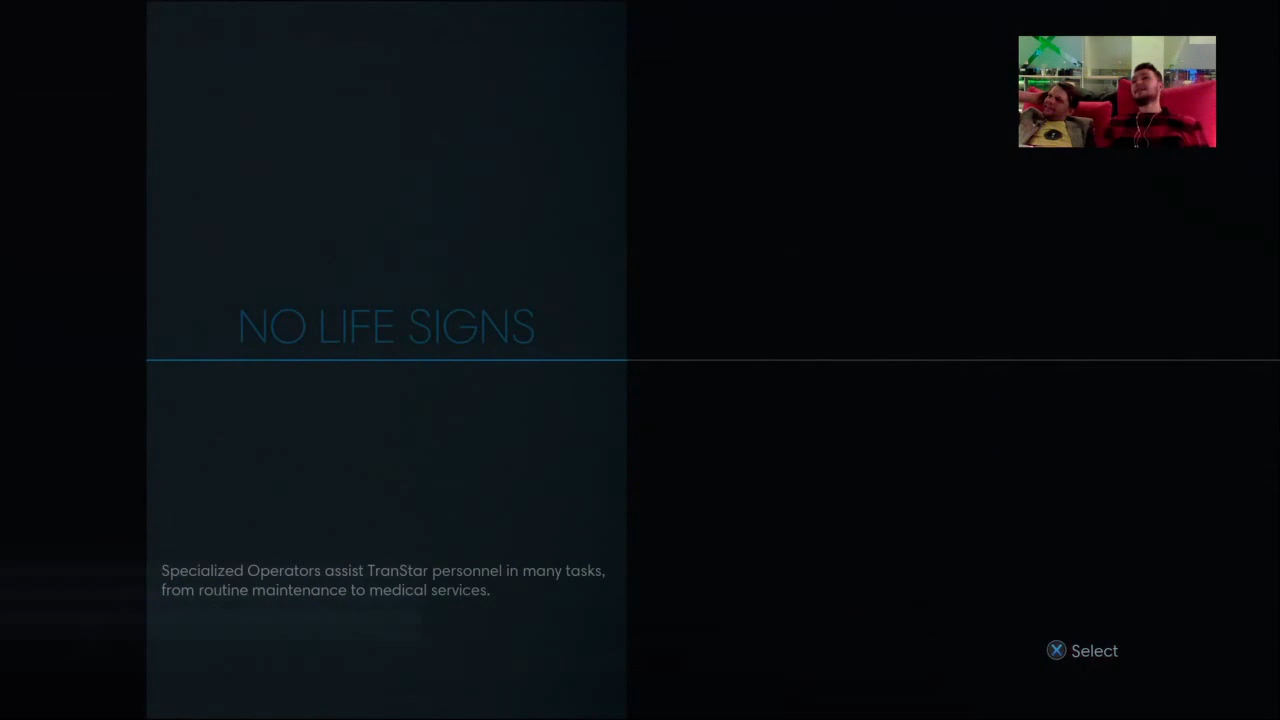 NO LIFE SIGNS
Specialized Operators assist TranStar personnel in many tasks,
from routine maintenance to medical services.
Select